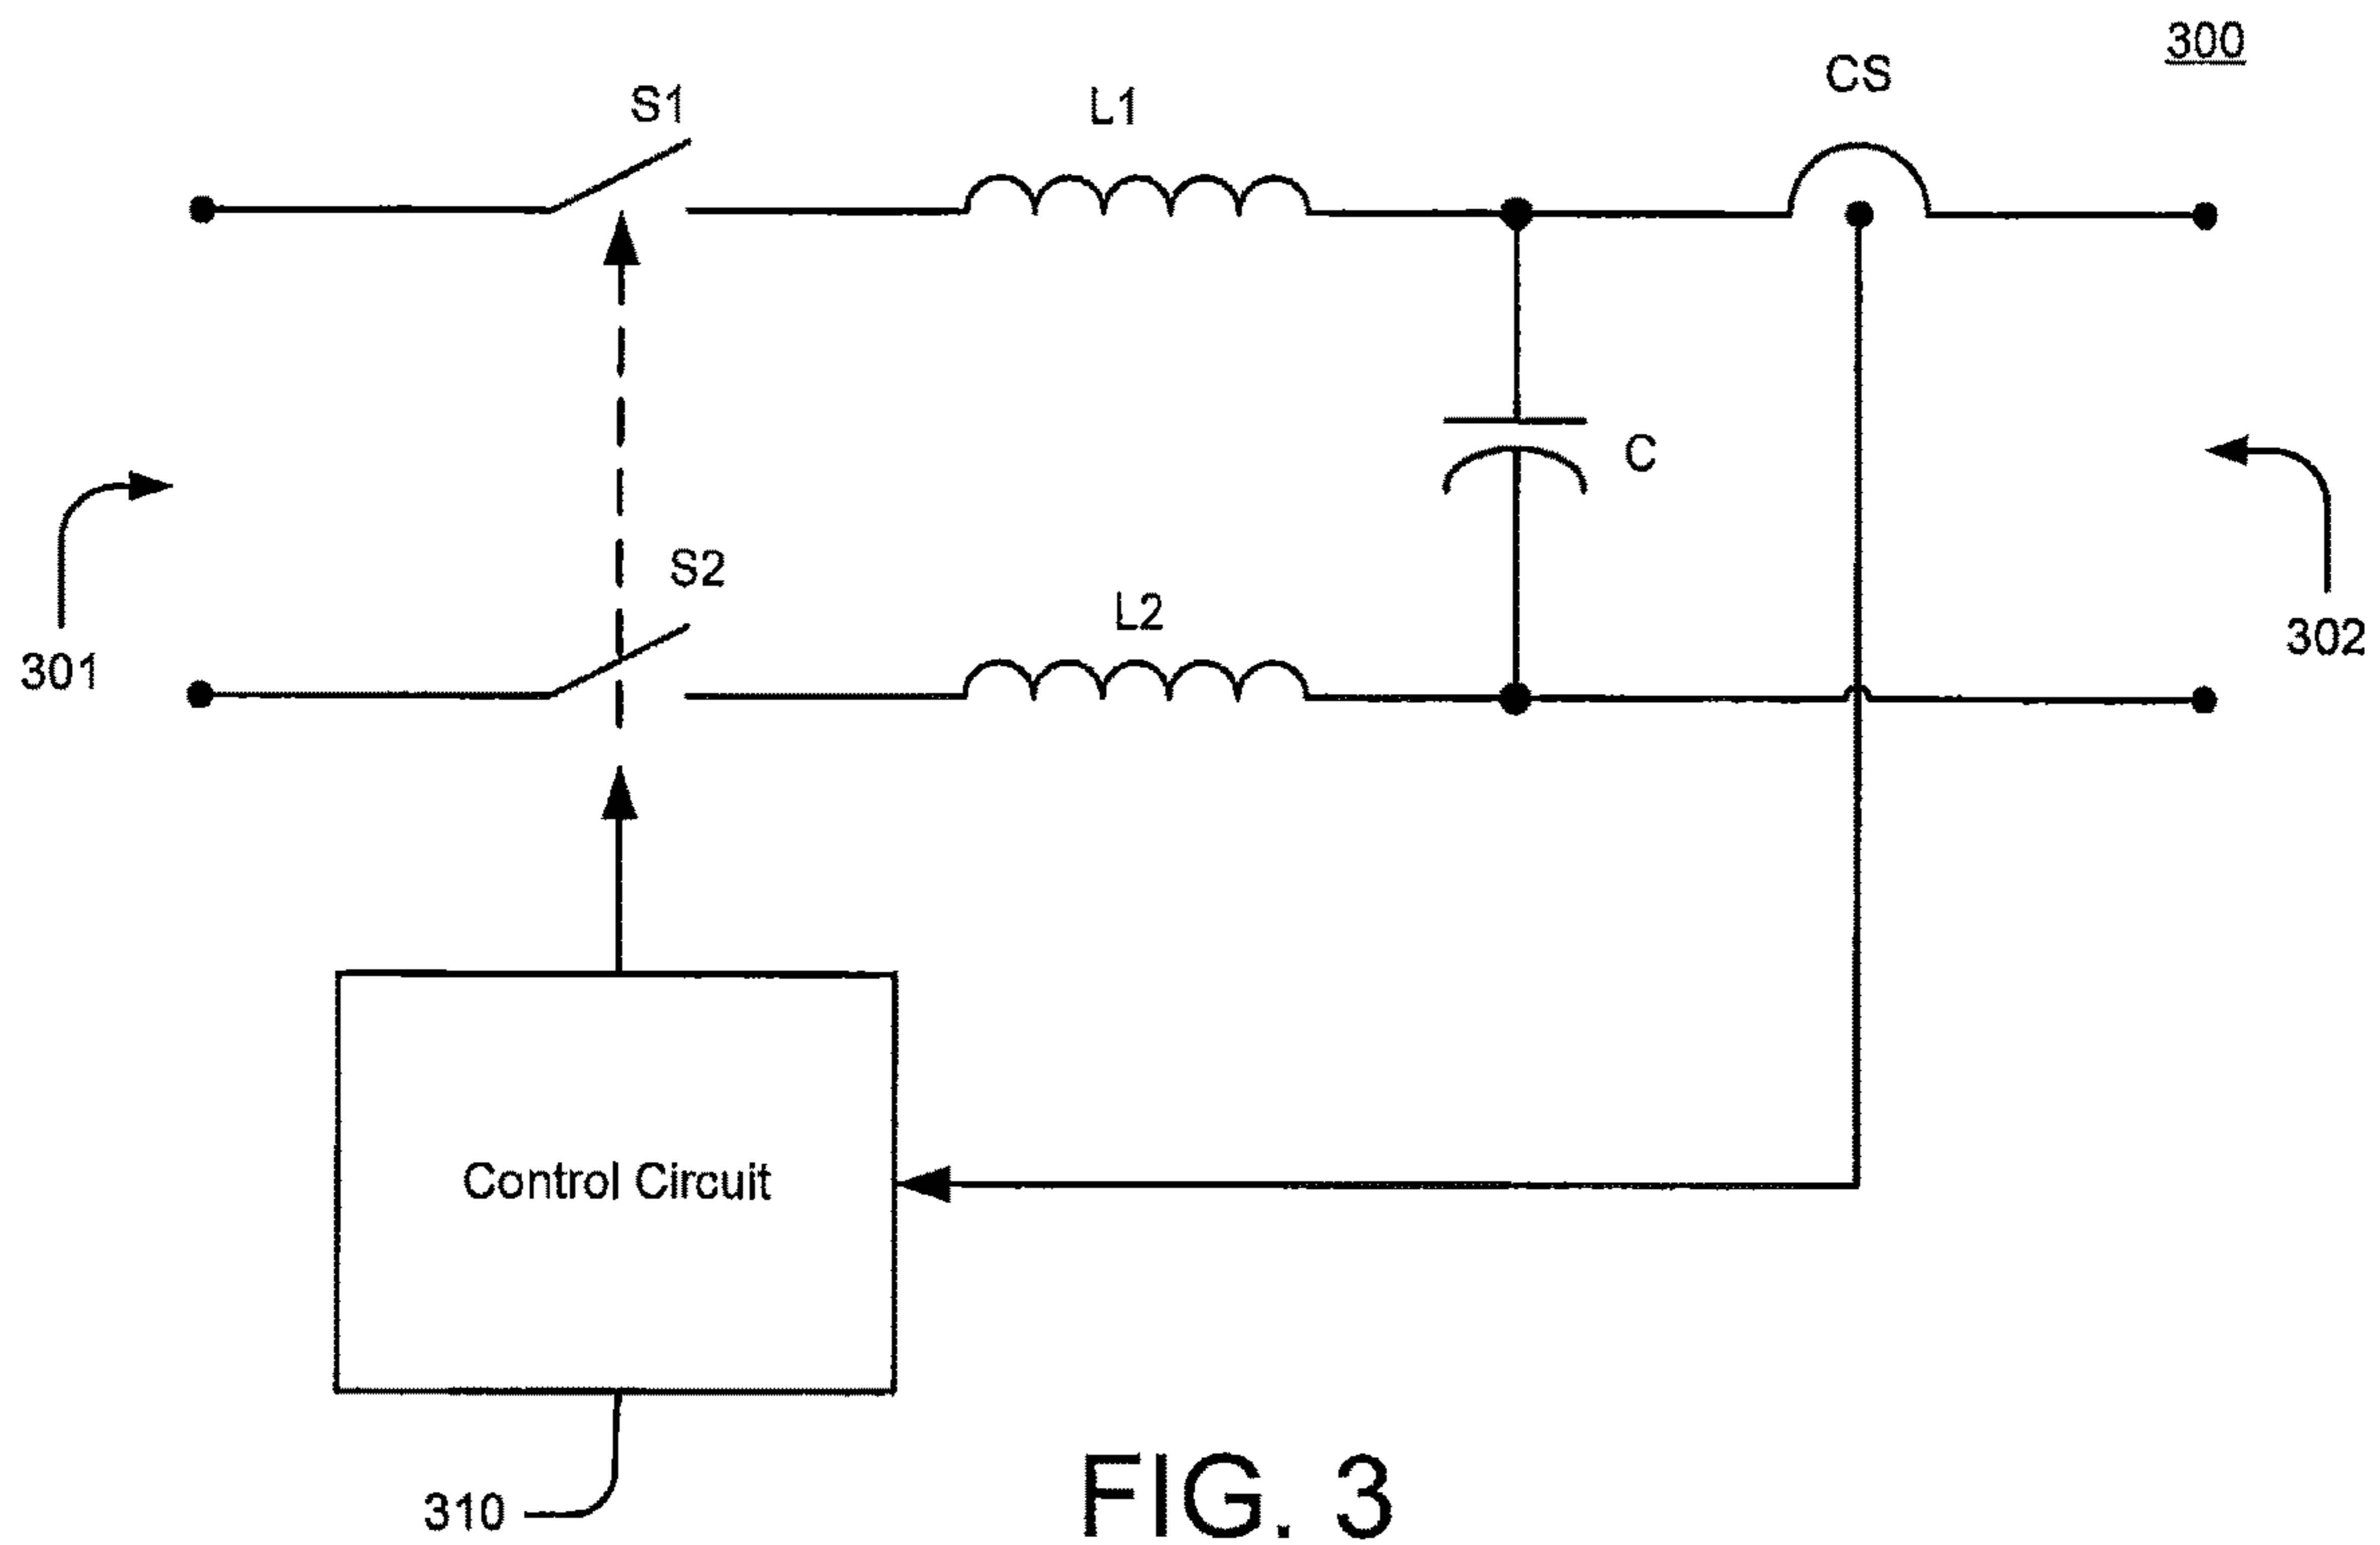 300
CS
S1
L1
C
S2
L2
301
302
Control Circuit
310
FIG. 3